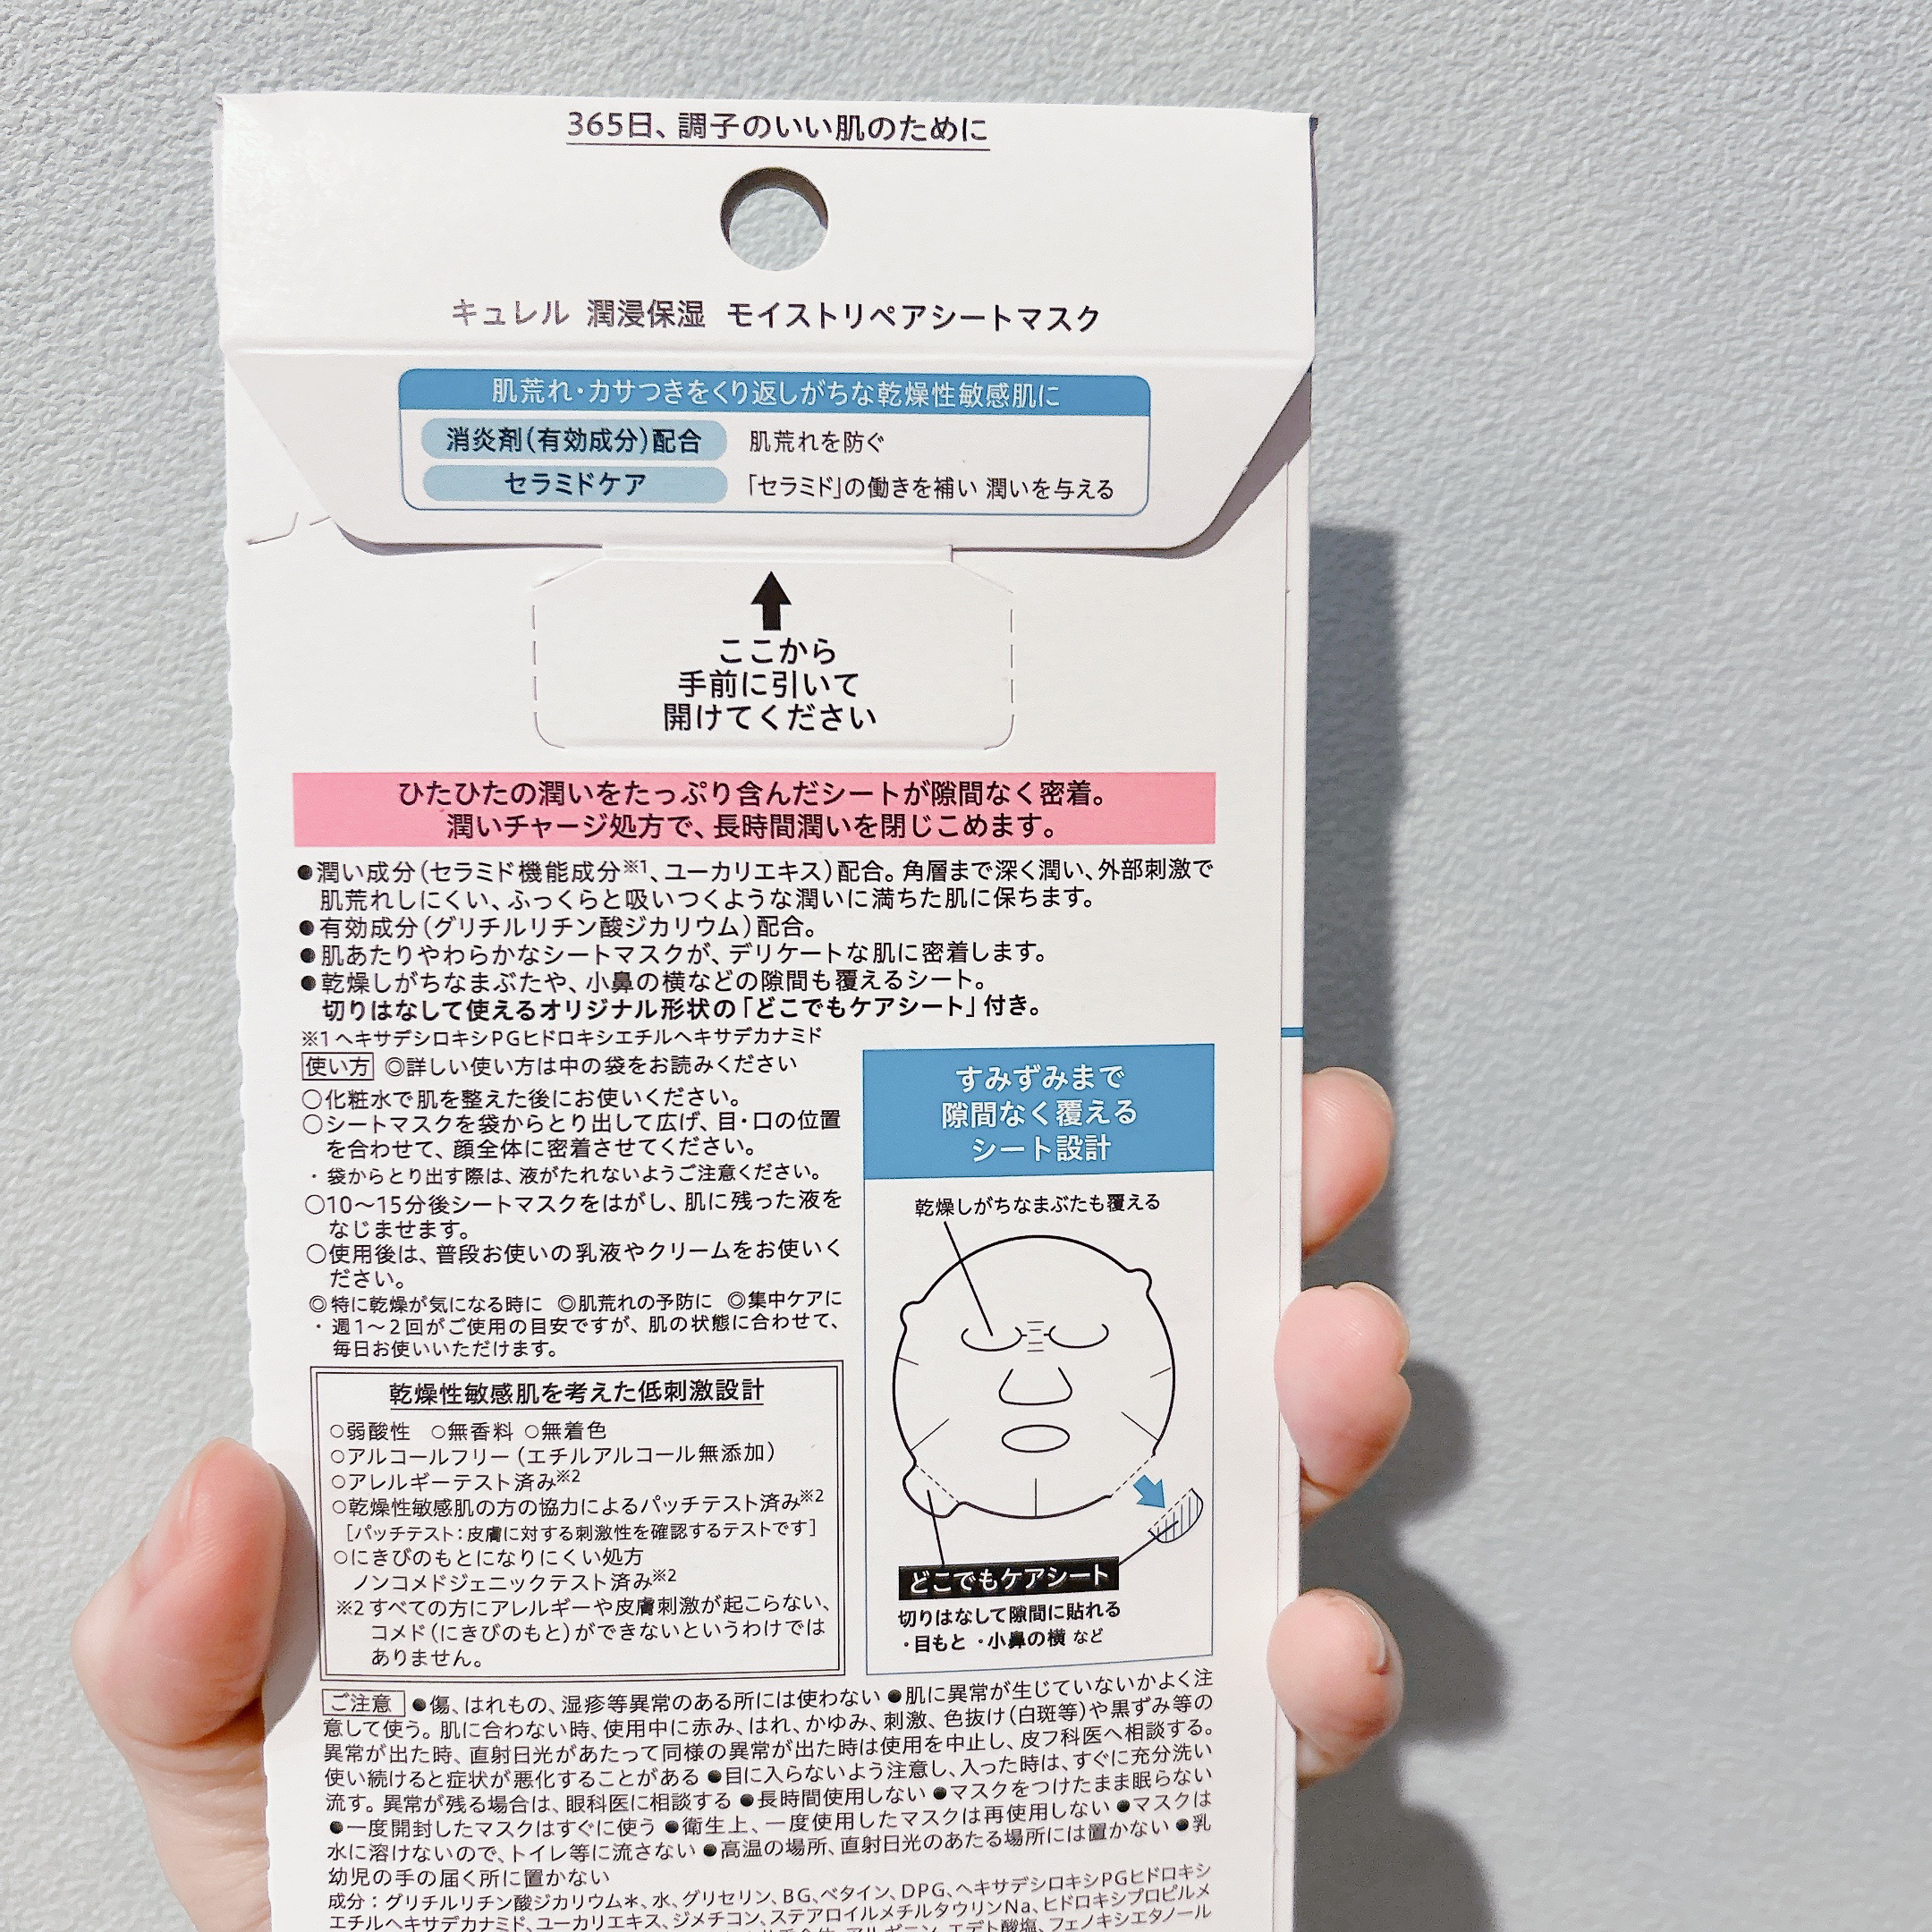 365日、調子のいい肌のために
キュレル 潤浸保湿 モイストリペアシートマスク
肌荒れ・カサつきをくり返しがちな乾燥性敏感肌に
消炎剤(有効成分)配合 肌荒れを防ぐ
セラミドケア 「セラミド」の働きを補い 潤いを与える
ここから
手前に引いて
開けてください
ひたひたの潤いをたっぷり含んだシートが隙間なく密着。
潤いチャージ処方で、長時間潤いを閉じこめます。
●潤い成分(セラミド機能成分※1、ユーカリエキス)配合。角層まで深く潤い、外部刺激で
肌荒れしにくい、ふっくらと吸いつくような潤いに満ちた肌に保ちます。
●有効成分(グリチルリチン酸ジカリウム)配合。
●肌あたりやわらかなシートマスクが、デリケートな肌に密着します。
●乾燥しがちなまぶたや、小鼻の横などの隙間も覆えるシート。
切りはなして使えるオリジナル形状の「どこでもケアシート」付き。
※1 ヘキサデシロキシPGヒドロキシエチルヘキサデカナミド
使い方 ◎詳しい使い方は中の袋をお読みください
○化粧水で肌を整えた後にお使いください。
○シートマスクを袋からとり出して広げ、目・口の位置
を合わせて、顔全体に密着させてください。
・袋からとり出す際は、液がたれないようご注意ください。
○10〜15分後シートマスクをはがし、肌に残った液を
なじませます。
○使用後は、普段お使いの乳液やクリームをお使いく
ださい。
◎特に乾燥が気になる時に ◎肌荒れの予防に ◎集中ケアに
・週1〜2回がご使用の目安ですが、肌の状態に合わせて、
毎日お使いいただけます。
すみずみまで
隙間なく覆える
シート設計
乾燥しがちなまぶたも覆える
どこでもケアシート
切りはなして隙間に貼れる
・目もと ・小鼻の横 など
乾燥性敏感肌を考えた低刺激設計
○弱酸性 ○無香料 ○無着色
○アルコールフリー(エチルアルコール無添加)
○アレルギーテスト済み※2
○乾燥性敏感肌の方の協力によるパッチテスト済み※2
[パッチテスト:皮膚に対する刺激性を確認するテストです]
○にきびのもとになりにくい処方
ノンコメドジェニックテスト済み※2
※2 すべての方にアレルギーや皮膚刺激が起こらない、
コメド(にきびのもと)ができないというわけでは
ありません。
ご注意 ●傷、はれもの、湿疹等異常のある所には使わない ●肌に異常が生じていないかよく注
意して使う。肌に合わない時、使用中に赤み、はれ、かゆみ、刺激、色抜け(白斑等)や黒ずみ等の
異常が出た時、直射日光があたって同様の異常が出た時は使用を中止し、皮フ科医へ相談する。
使い続けると症状が悪化することがある ●目に入らないよう注意し、入った時は、すぐに充分洗い
流す。異常が残る場合は、眼科医に相談する ●長時間使用しない ●マスクをつけたまま眠らない
●一度開封したマスクはすぐに使う ●衛生上、一度使用したマスクは再使用しない ●マスクは
水に溶けないので、トイレ等に流さない ●高温の場所、直射日光のあたる場所には置かない ●乳
幼児の手の届く所に置かない
成分:グリチルリチン酸ジカリウム*、水、グリセリン、BG、ベタイン、DPG、ヘキサデシロキシPGヒドロキシ
エチルヘキサデカナミド、ユーカリエキス、ジメチコン、ステアロイルメチルタウリンNa、ヒドロキシプロピルメ
アルギニン、エデト酸塩、フェノキシエタノール